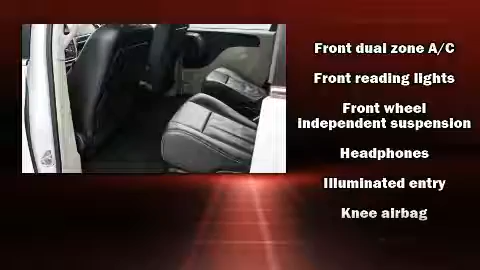 Front dual zone A/C
Front reading lights
Front wheel
independent suspension
Headphones
Illuminated entry
Knee airbag